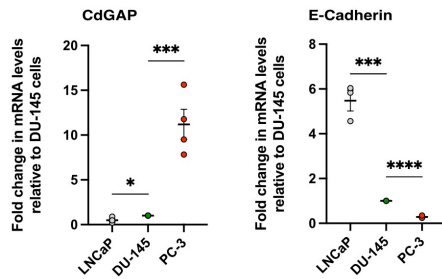 CdGAP
Fold change in mRNA levels
relative to DU-145 cells
20
15
10
5
0
***
*
LNCaP
DU-145
PC-3
E-Cadherin
Fold change in mRNA levels
relative to DU-145 cells
8
6
4
2
0
***
****
LNCaP
DU-145
PC-3